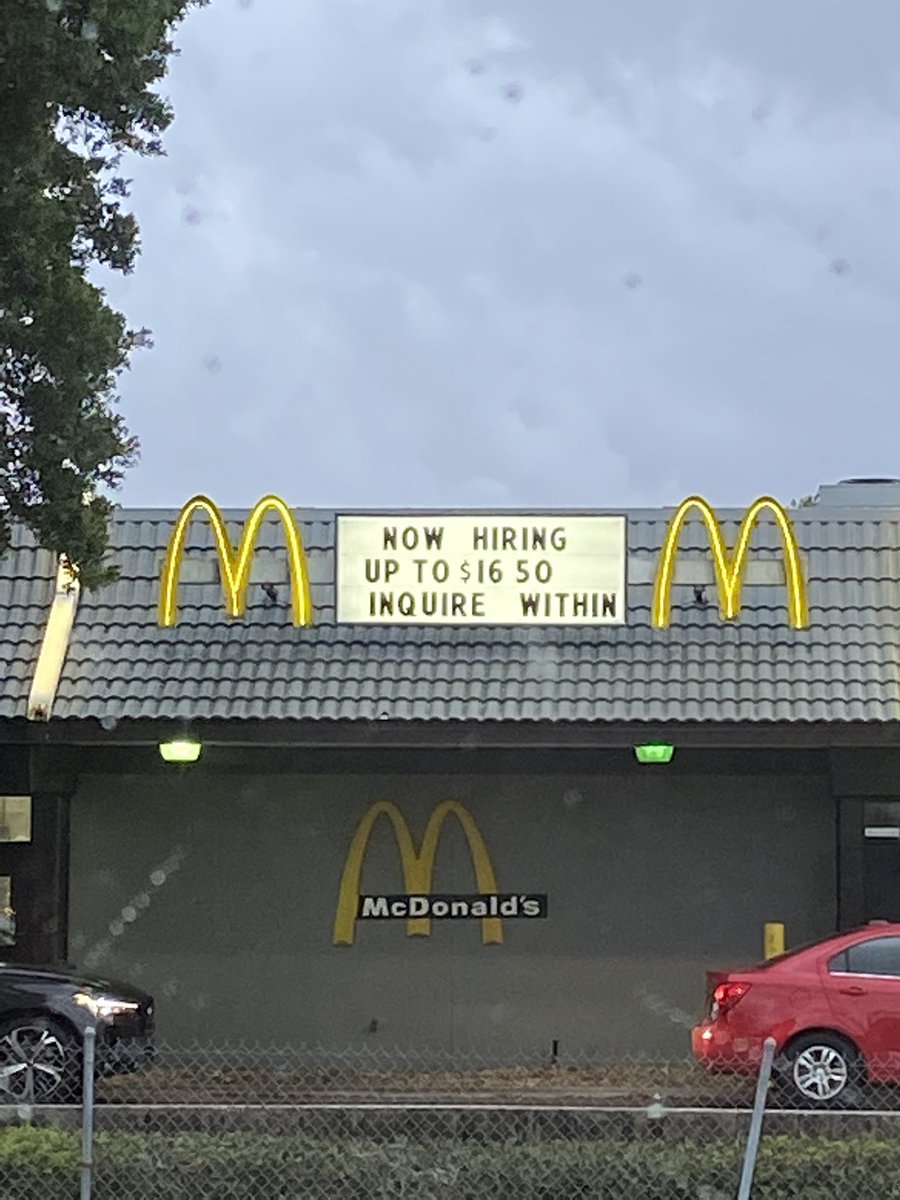 NOW HIRING
UP TO $16 50
INQUIRE WITHIN
McDonald's